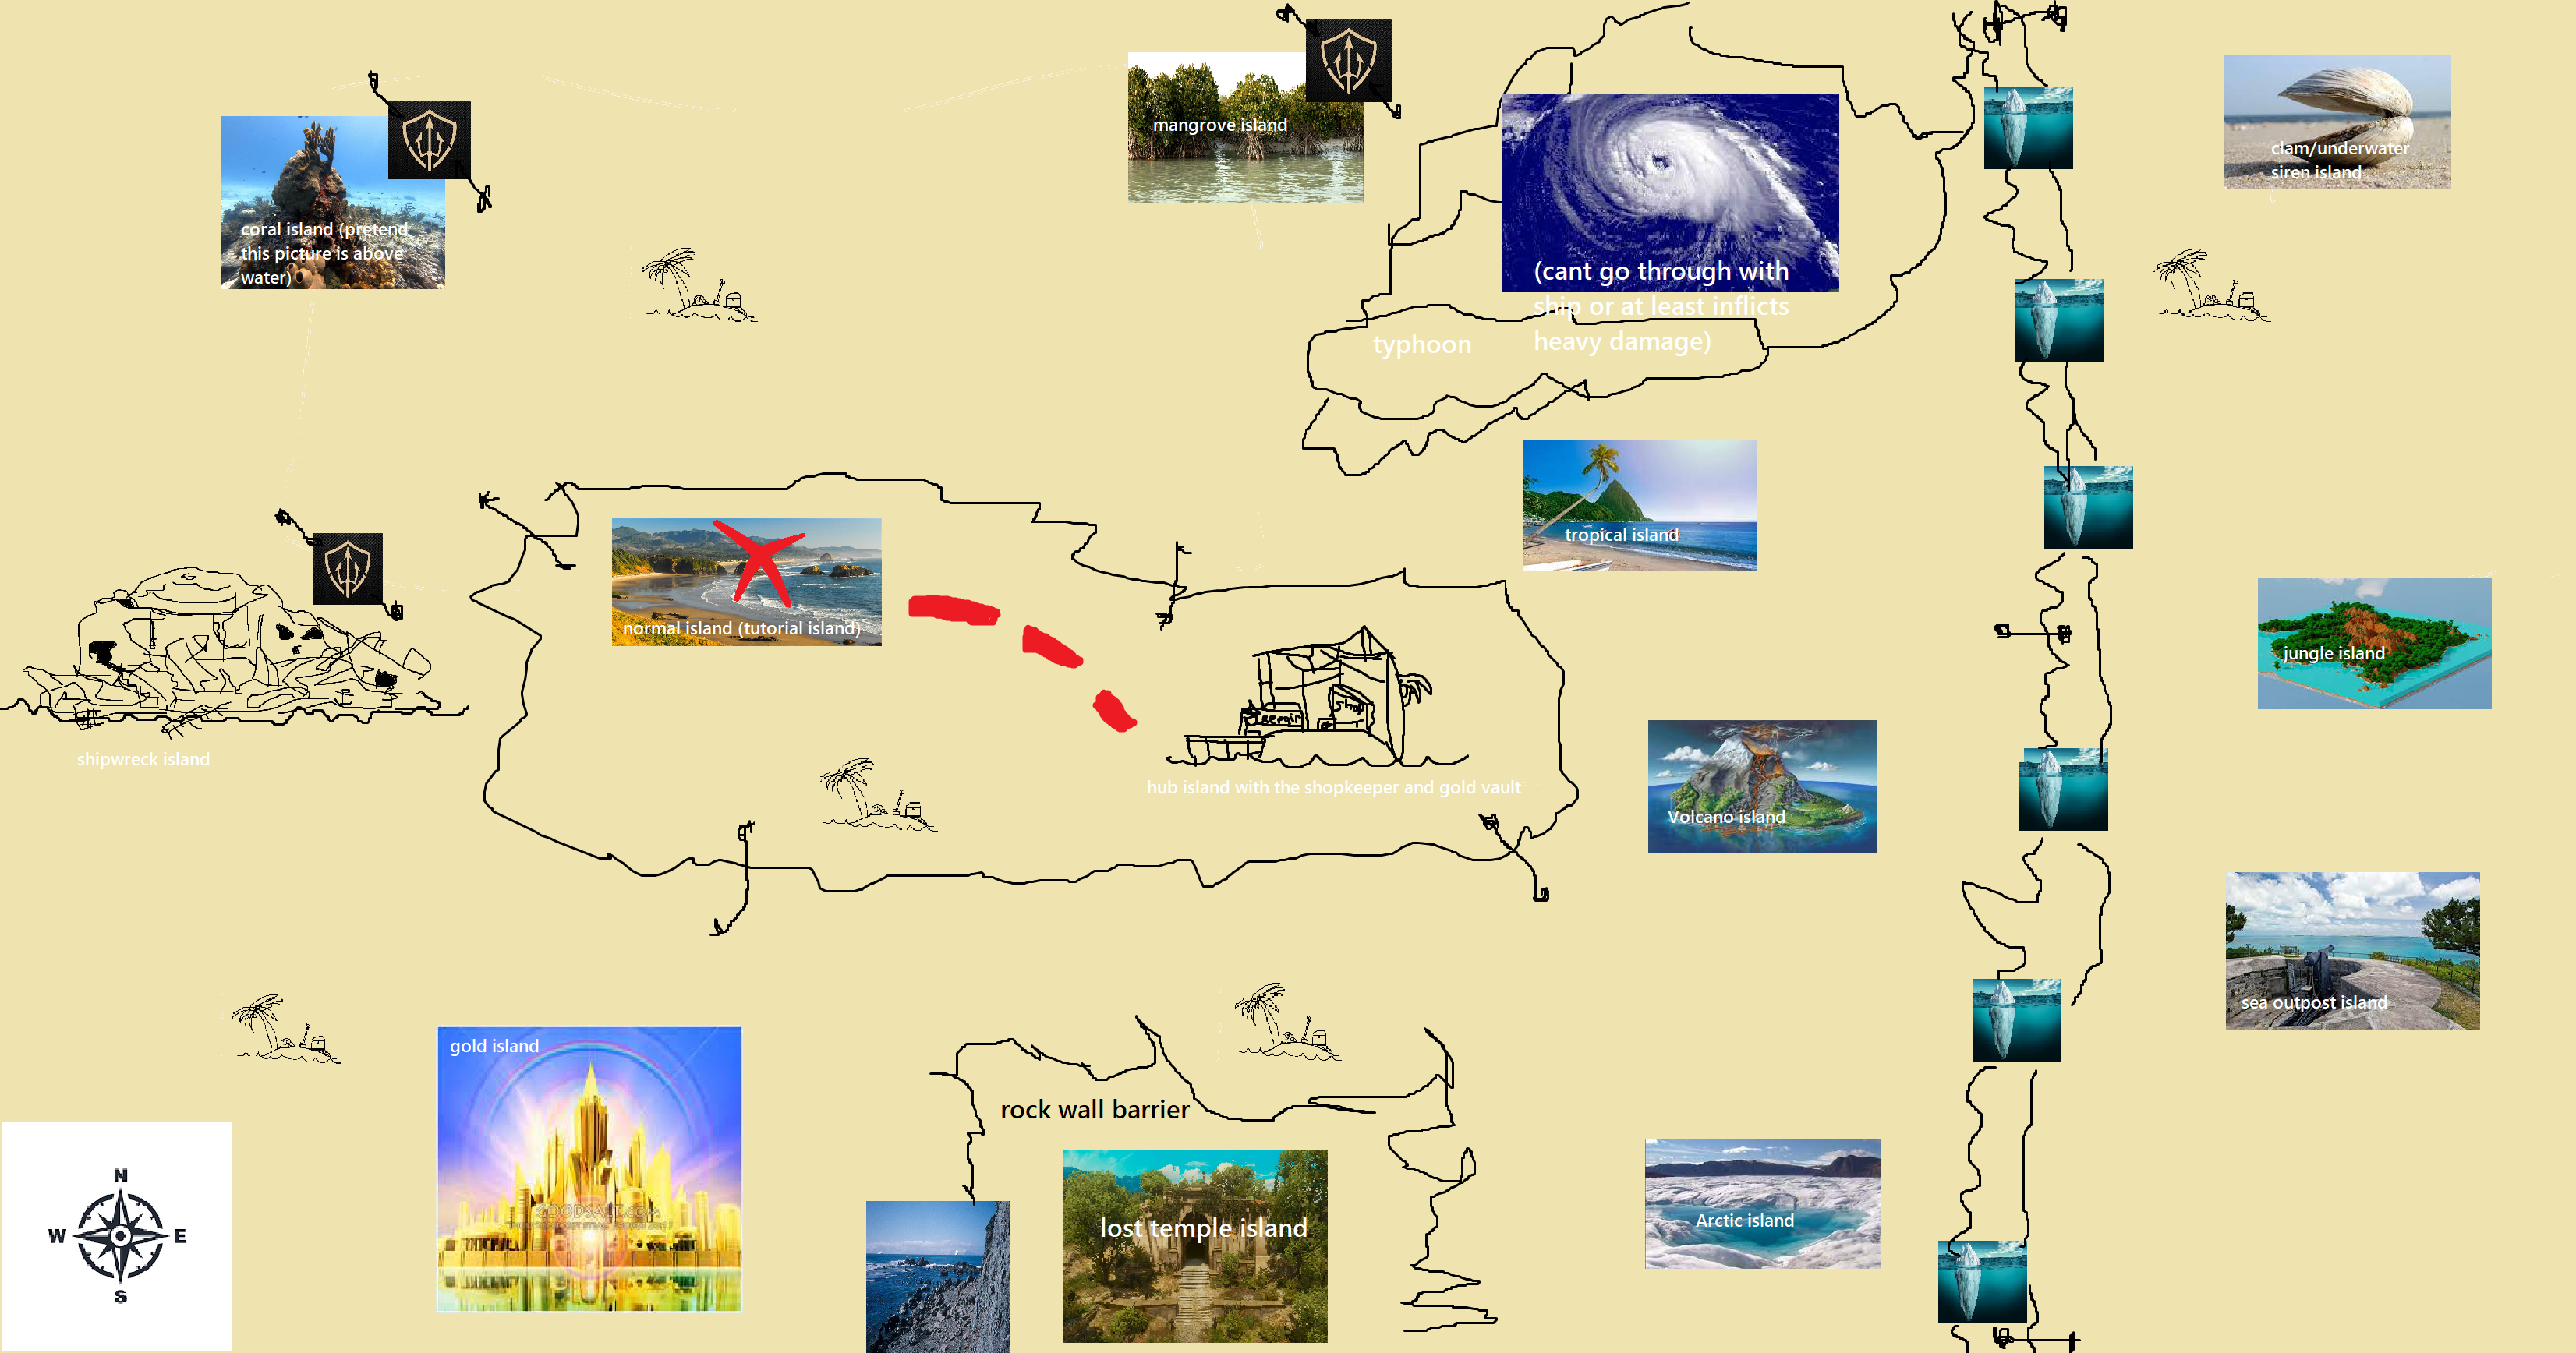 mangrove island
clam/underwater
siren island
coral island (pretend
this picture is above
water)
(cant go through with
ship or at least inflicts
heavy damage)
typhoon
tropical island
normal island (tutorial island)
jungle island
Repair
Shop
shipwreck island
hub island with the shopkeeper and gold vault
Volcano island
sea outpost island
gold island
rock wall barrier
lost temple island
Arctic island
GOODSALT.COM
N
W
E
S